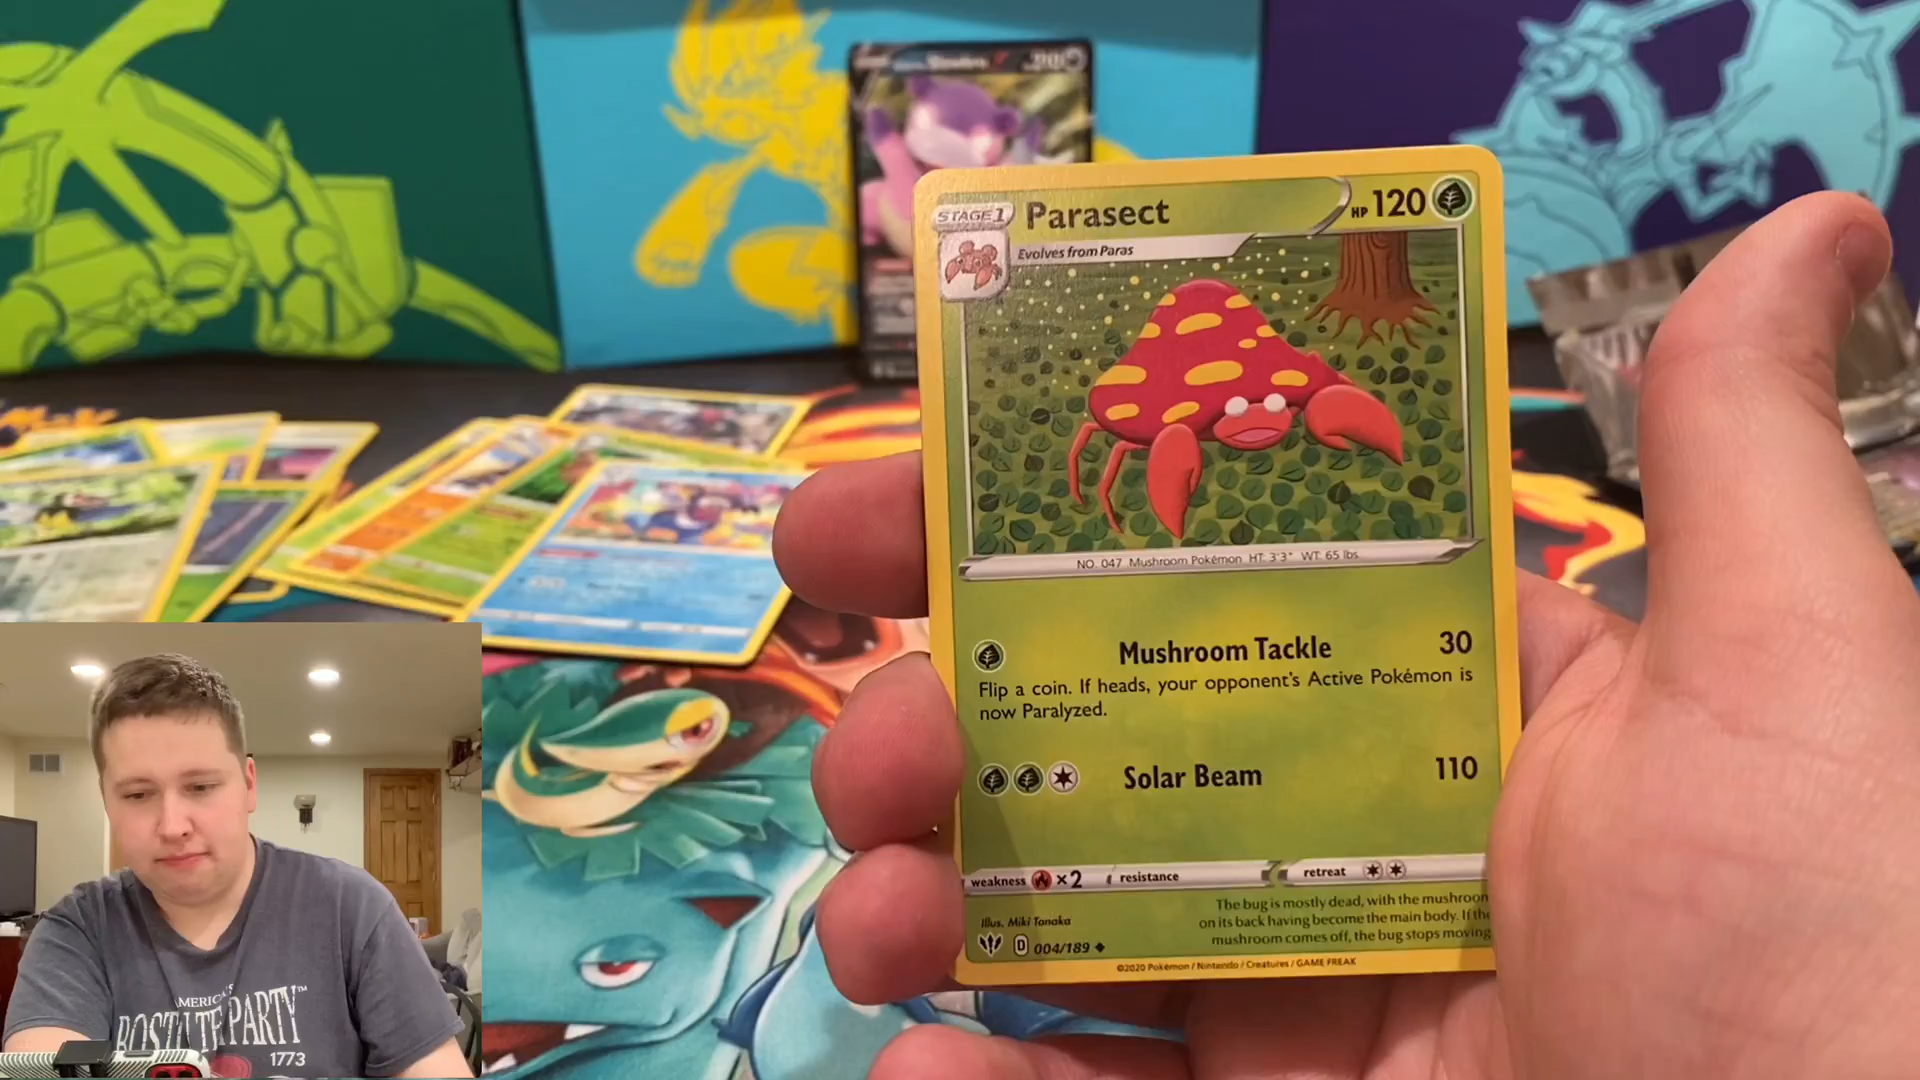 STAGE 1 Parasect HP 120
Evolves from Paras
NO. 047 Mushroom Pokémon HT: 3'3" WT: 65 lbs.
Mushroom Tackle 30
Flip a coin. If heads, your opponent's Active Pokémon is
now Paralyzed.
Solar Beam 110
weakness ×2 resistance retreat
The bug is mostly dead, with the mushroom
on its back having become the main body. If the
mushroom comes off, the bug stops moving
Illus. Miki Tanaka
D 004/189
©2020 Pokémon / Nintendo / Creatures / GAME FREAK
AMERICA'S
BOSTON TEA PARTY™
1773